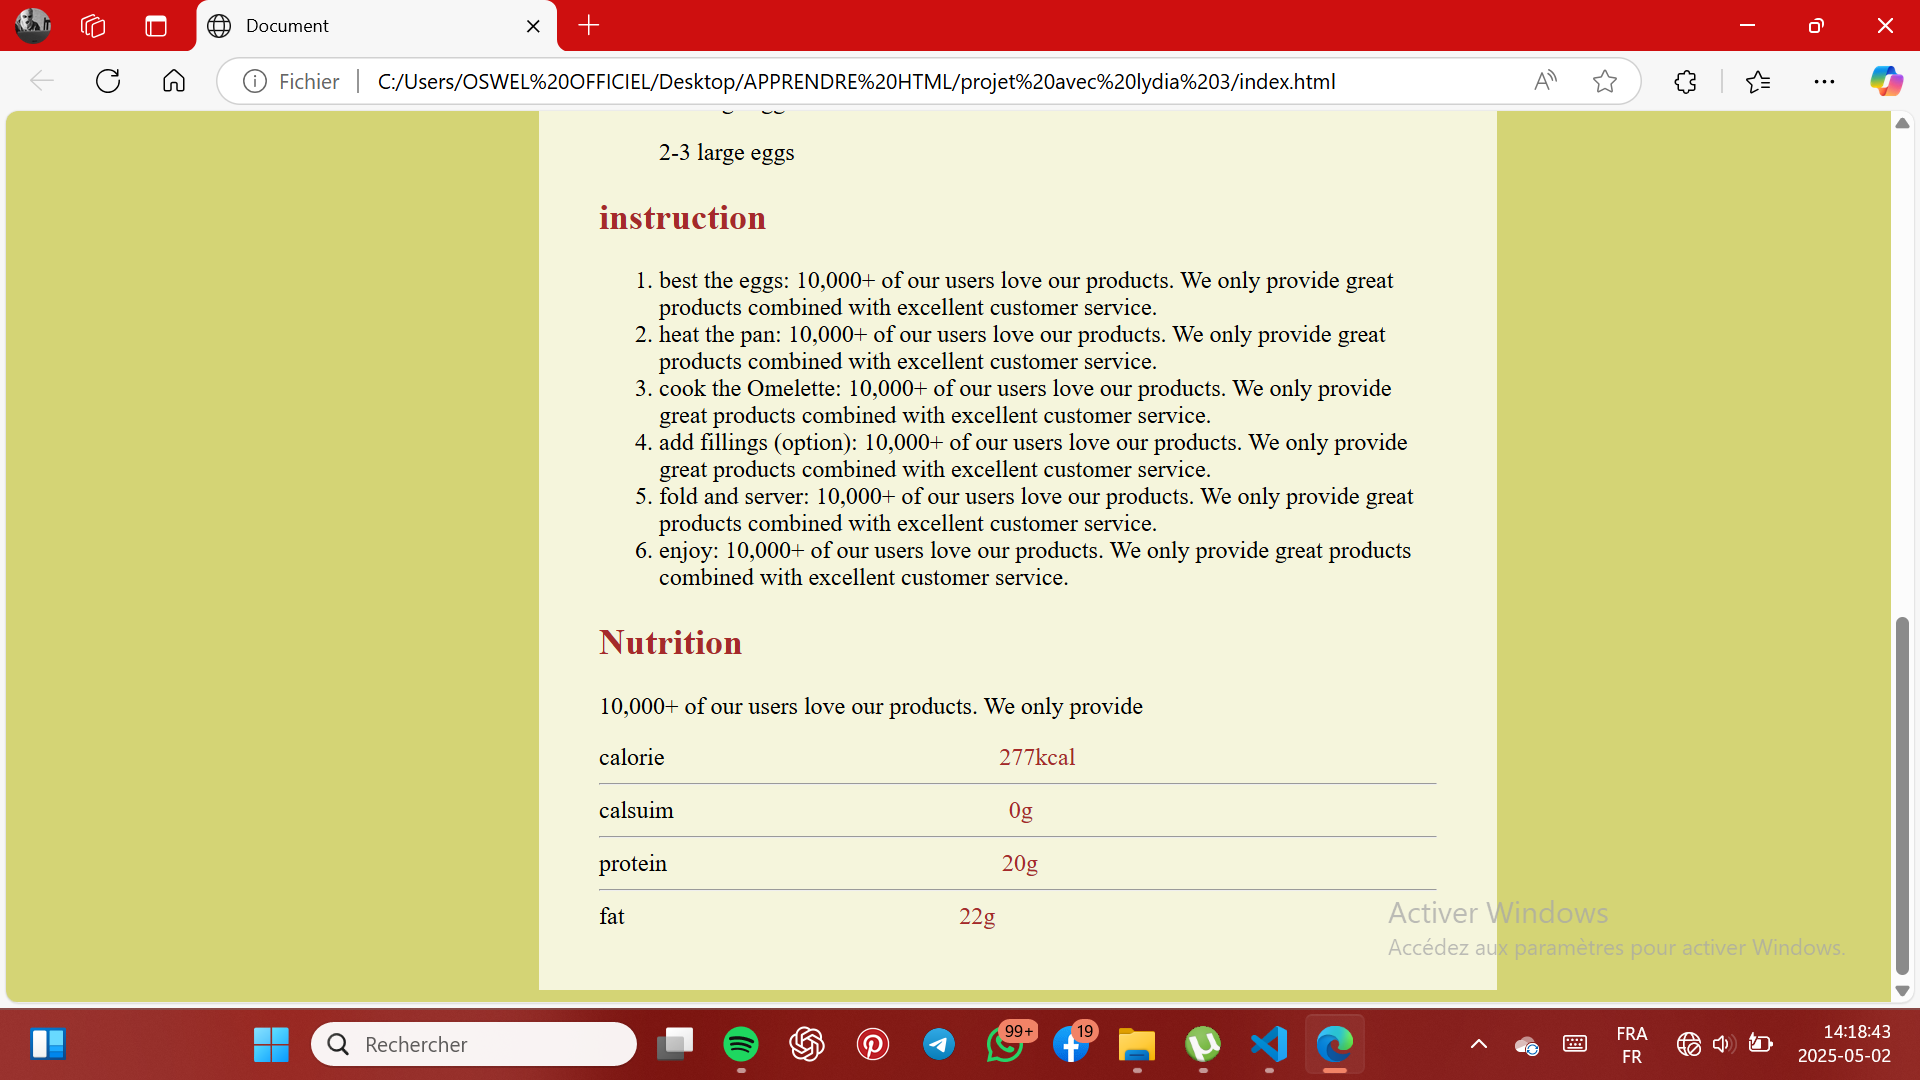 Document
Fichier
C:/Users/OSWEL%20OFFICIEL/Desktop/APPRENDRE%20HTML/projet%20avec%20lydia%203/index.html
2-3 large eggs
instruction
1. best the eggs: 10,000+ of our users love our products. We only provide great
products combined with excellent customer service.
2. heat the pan: 10,000+ of our users love our products. We only provide great
products combined with excellent customer service.
3. cook the Omelette: 10,000+ of our users love our products. We only provide
great products combined with excellent customer service.
4. add fillings (option): 10,000+ of our users love our products. We only provide
great products combined with excellent customer service.
5. fold and server: 10,000+ of our users love our products. We only provide great
products combined with excellent customer service.
6. enjoy: 10,000+ of our users love our products. We only provide great products
combined with excellent customer service.
Nutrition
10,000+ of our users love our products. We only provide
calorie 277kcal
calsuim 0g
protein 20g
fat 22g
Activer Windows
Accédez aux paramètres pour activer Windows.
Rechercher
99+
19
FRA
FR
14:18:43
2025-05-02